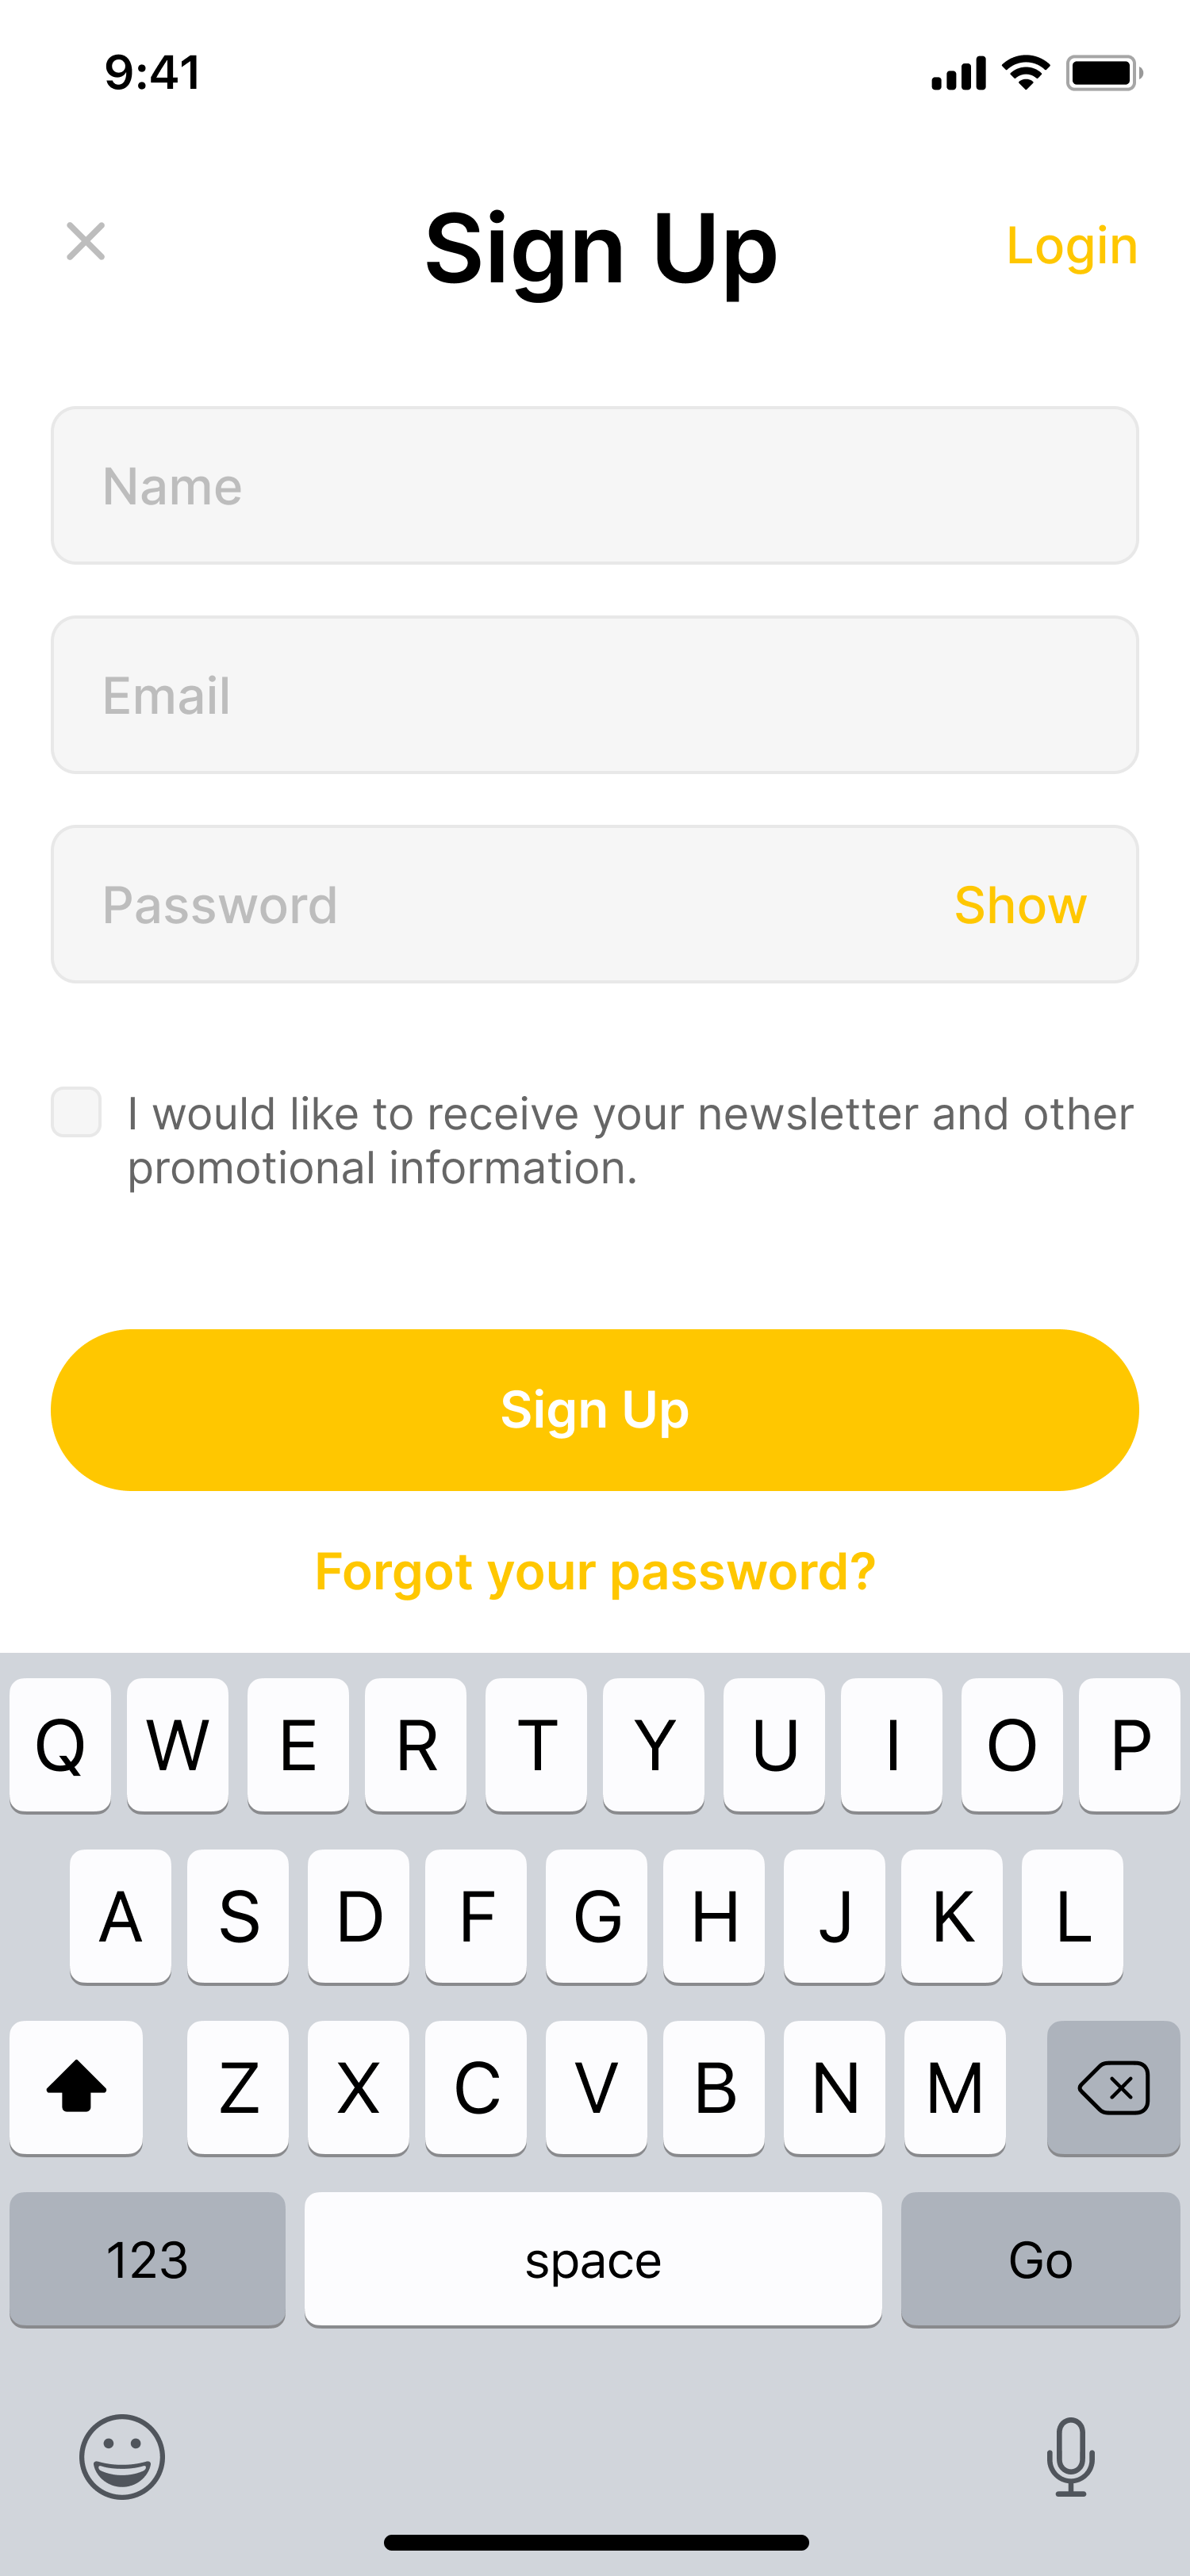 9:41
Sign Up
Login
Name
Email
Password
Show
I would like to receive your newsletter and other
promotional information.
Sign Up
Forgot your password?
Q W E R T Y U I O P
A S D F G H J K L
Z X C V B N M
123 space Go